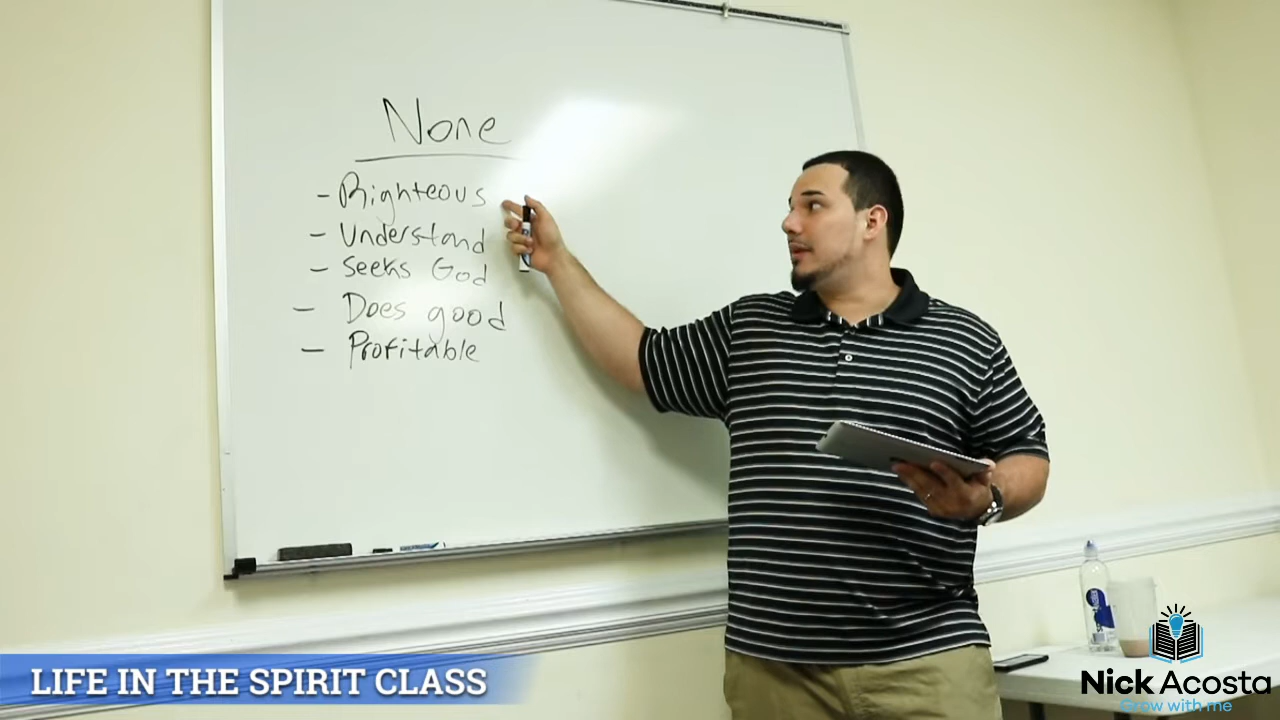 None
- Righteous
- Understand
- Seeks God
- Does good
- Profitable
LIFE IN THE SPIRIT CLASS
Nick Acosta
Grow with me